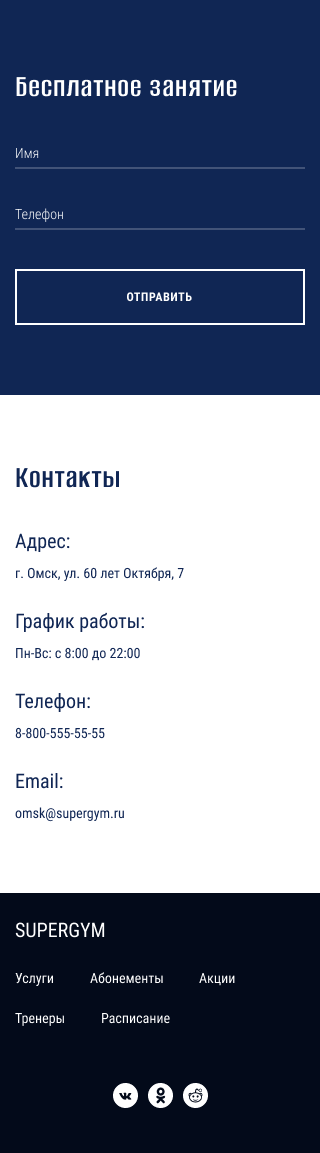 Бесплатное занятие
Имя
Телефон
ОТПРАВИТЬ
Контакты
Адрес:
г. Омск, ул. 60 лет Октября, 7
График работы:
Пн-Вс: с 8:00 до 22:00
Телефон:
8-800-555-55-55
Email:
omsk@supergym.ru
SUPERGYM
Услуги Абонементы Акции
Тренеры Расписание